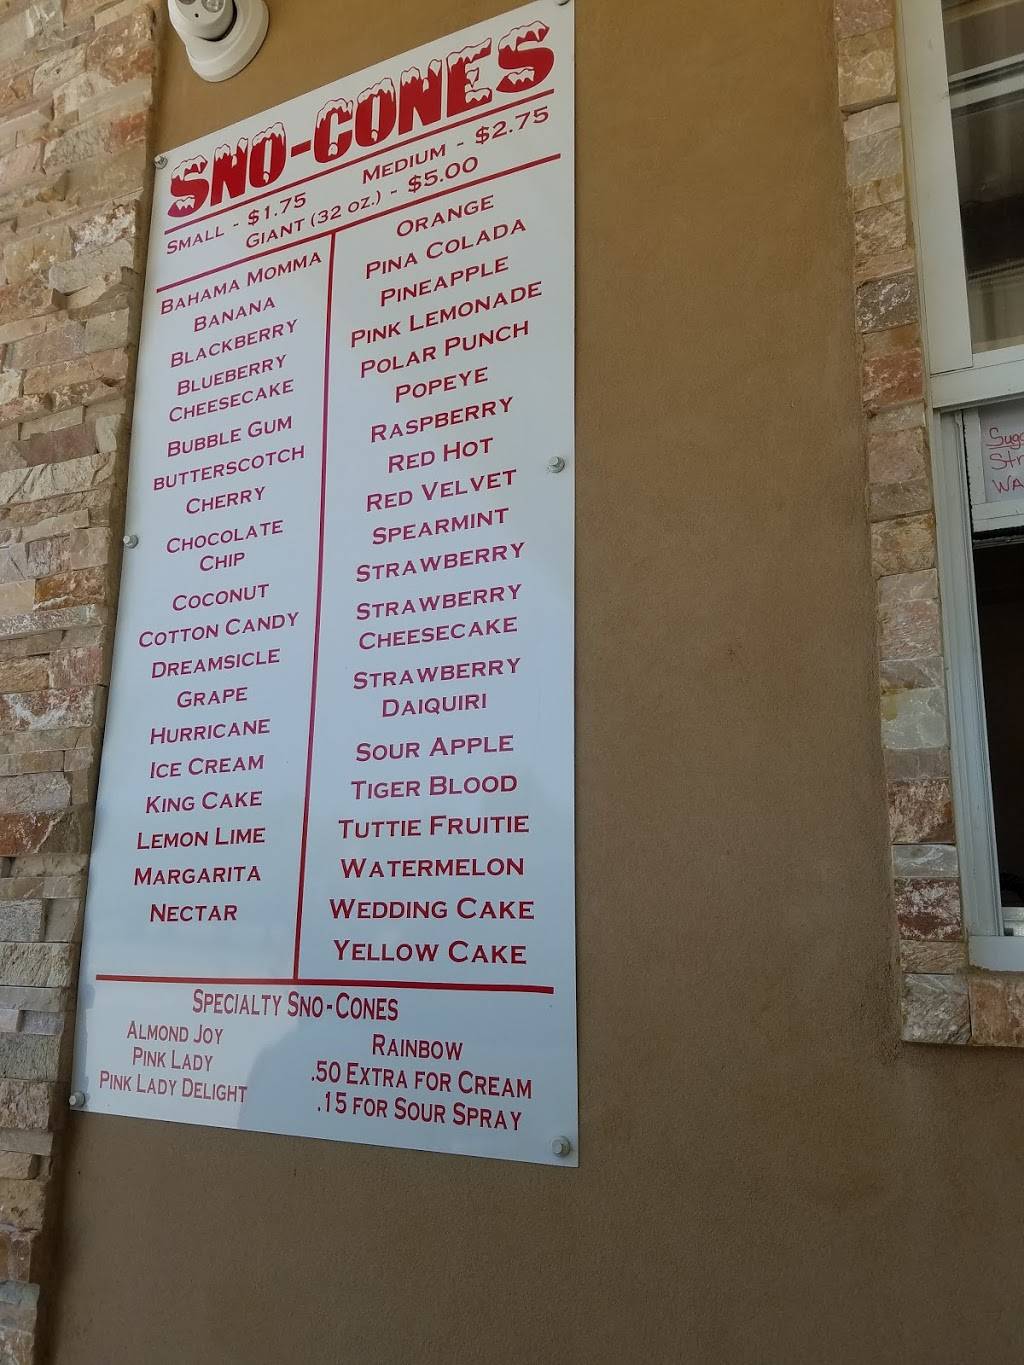 SNO-CONES
SMALL - $1.75 MEDIUM - $2.75
GIANT (32 OZ.) - $5.00
BAHAMA MOMMA
BANANA
BLACKBERRY
BLUEBERRY
CHEESECAKE
BUBBLE GUM
BUTTERSCOTCH
CHERRY
CHOCOLATE
CHIP
COCONUT
COTTON CANDY
DREAMSICLE
GRAPE
HURRICANE
ICE CREAM
KING CAKE
LEMON LIME
MARGARITA
NECTAR
ORANGE
PINA COLADA
PINEAPPLE
PINK LEMONADE
POLAR PUNCH
POPEYE
RASPBERRY
RED HOT
RED VELVET
SPEARMINT
STRAWBERRY
STRAWBERRY
CHEESECAKE
STRAWBERRY
DAIQUIRI
SOUR APPLE
TIGER BLOOD
TUTTIE FRUITIE
WATERMELON
WEDDING CAKE
YELLOW CAKE
SPECIALTY SNO-CONES
ALMOND JOY
PINK LADY
PINK LADY DELIGHT
RAINBOW
.50 EXTRA FOR CREAM
.15 FOR SOUR SPRAY